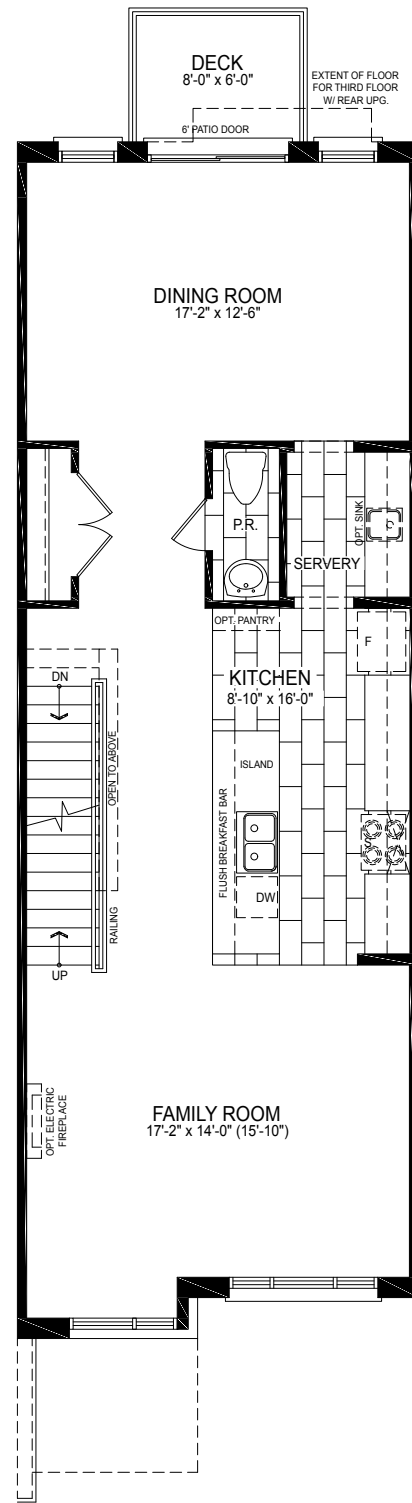 DECK
8'-0" x 6'-0"
EXTENT OF FLOOR
FOR THIRD FLOOR
W/ REAR UPG.
6' PATIO DOOR
DINING ROOM
17'-2" x 12'-6"
P.R.
OPT. SINK
C
SERVERY
OPT. PANTRY
F
KITCHEN
8'-10" x 16'-0"
DN
OPEN TO ABOVE
ISLAND
FLUSH BREAKFAST BAR
S
DW
RAILING
UP
OPT. ELECTRIC
FIREPLACE
FAMILY ROOM
17'-2" x 14'-0" (15'-10")